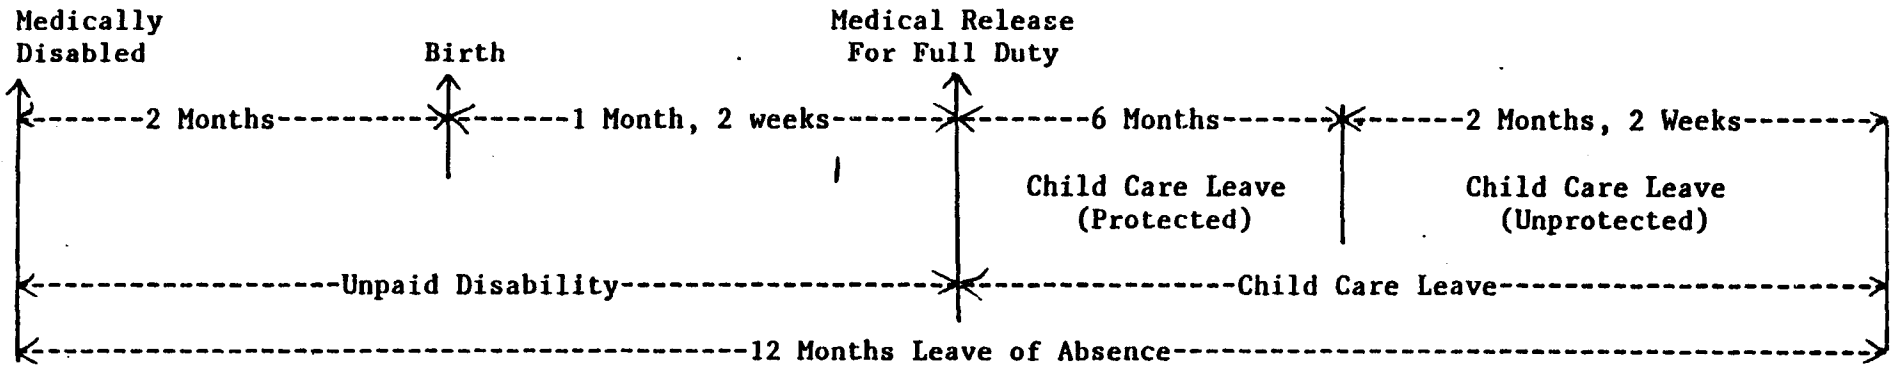 Medically
Disabled
Birth
Medical Release
For Full Duty
2 Months
1 Month, 2 weeks
6 Months
2 Months, 2 Weeks
Child Care Leave
(Protected)
Child Care Leave
(Unprotected)
Unpaid Disability
Child Care Leave
12 Months Leave of Absence